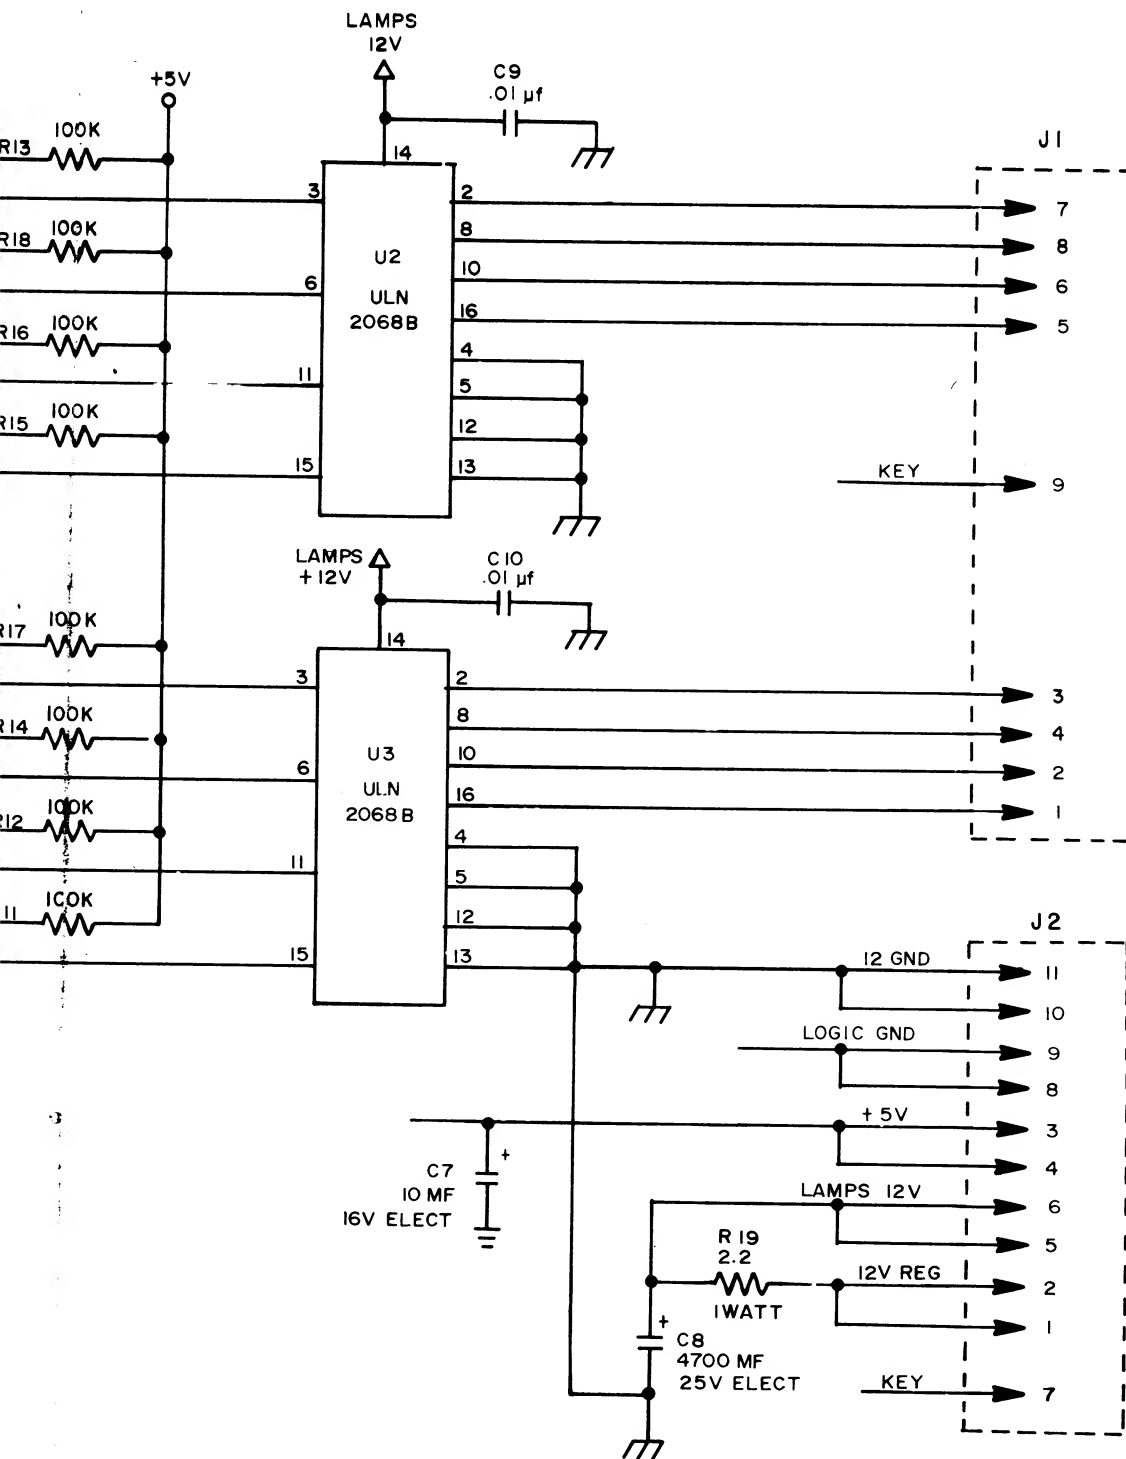 LAMPS
12V
+5V
C9
.01 µf
J1
R13
100K
14
3
2
7
R18
100K
8
8
U2
6
10
6
ULN
2068B
R16
100K
16
5
4
11
5
R15
100K
12
15
13
KEY
9
LAMPS
+12V
C10
.01 µf
R17
100K
14
3
2
3
R14
100K
8
4
U3
6
10
2
ULN
2068B
R12
100K
16
1
4
11
5
11
100K
12
J2
15
13
12 GND
11
10
LOGIC GND
9
8
+5V
3
C7
+
10 MF
16V ELECT
4
LAMPS 12V
6
5
R19
2.2
1WATT
12V REG
2
1
+
C8
4700 MF
25V ELECT
KEY
7